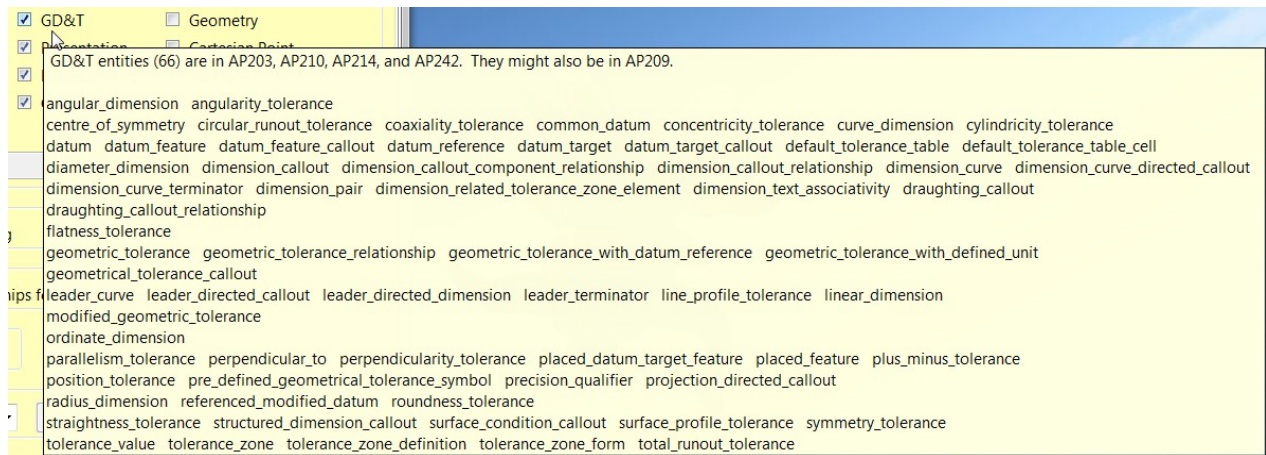 GD&T Geometry
GD&T entities (66) are in AP203, AP210, AP214, and AP242. They might also be in AP209.
angular_dimension angularity_tolerance
centre_of_symmetry circular_runout_tolerance coaxiality_tolerance common_datum concentricity_tolerance curve_dimension cylindricity_tolerance
datum datum_feature datum_feature_callout datum_reference datum_target datum_target_callout default_tolerance_table default_tolerance_table_cell
diameter_dimension dimension_callout dimension_callout_component_relationship dimension_callout_relationship dimension_curve dimension_curve_directed_callout
dimension_curve_terminator dimension_pair dimension_related_tolerance_zone_element dimension_text_associativity draughting_callout
draughting_callout_relationship
flatness_tolerance
geometric_tolerance geometric_tolerance_relationship geometric_tolerance_with_datum_reference geometric_tolerance_with_defined_unit
geometrical_tolerance_callout
leader_curve leader_directed_callout leader_directed_dimension leader_terminator line_profile_tolerance linear_dimension
modified_geometric_tolerance
ordinate_dimension
parallelism_tolerance perpendicular_to perpendicularity_tolerance placed_datum_target_feature placed_feature plus_minus_tolerance
position_tolerance pre_defined_geometrical_tolerance_symbol precision_qualifier projection_directed_callout
radius_dimension referenced_modified_datum roundness_tolerance
straightness_tolerance structured_dimension_callout surface_condition_callout surface_profile_tolerance symmetry_tolerance
tolerance_value tolerance_zone tolerance_zone_definition tolerance_zone_form total_runout_tolerance